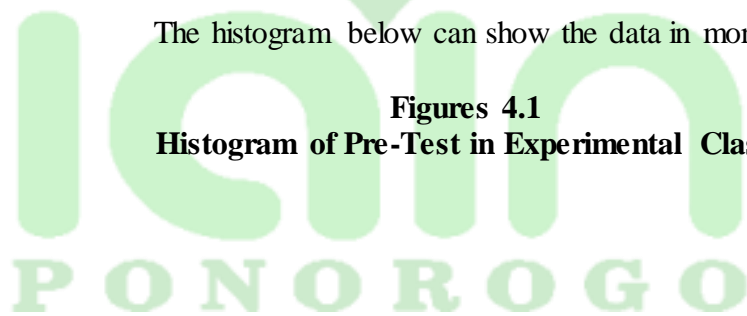 The histogram below can show the data in mor
Figures 4.1
Histogram of Pre-Test in Experimental Clas
iain
PONOROGO